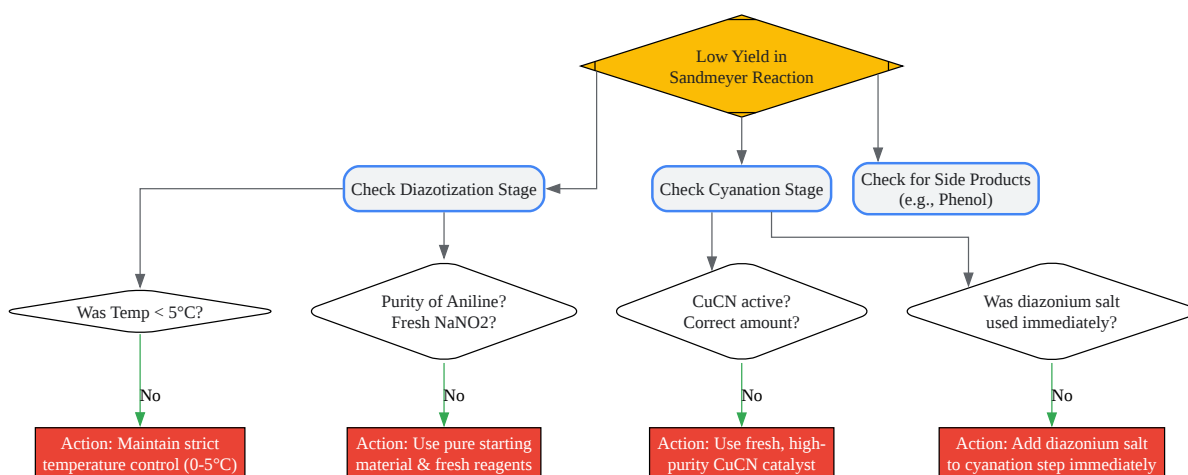 Low Yield in
Sandmeyer Reaction
Check Diazotization Stage
Check Cyanation Stage
Check for Side Products
(e.g., Phenol)
Was Temp < 5°C?
Purity of Aniline?
Fresh NaNO2?
CuCN active?
Correct amount?
Was diazonium salt
used immediately?
No
No
No
No
Action: Maintain strict
temperature control (0-5°C)
Action: Use pure starting
material & fresh reagents
Action: Use fresh, high-
purity CuCN catalyst
Action: Add diazonium salt
to cyanation step immediately